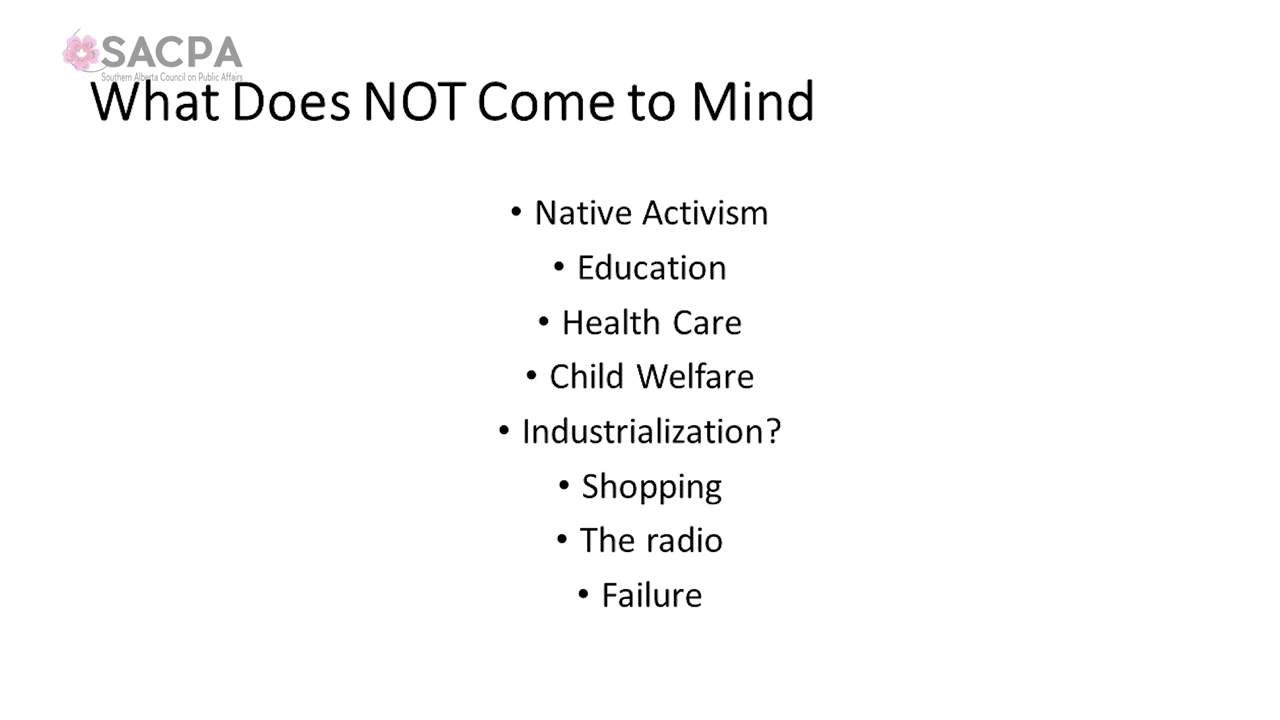 SACPA
Southern Alberta Council on Public Affairs
What Does NOT Come to Mind
• Native Activism
• Education
• Health Care
• Child Welfare
• Industrialization?
• Shopping
• The radio
• Failure